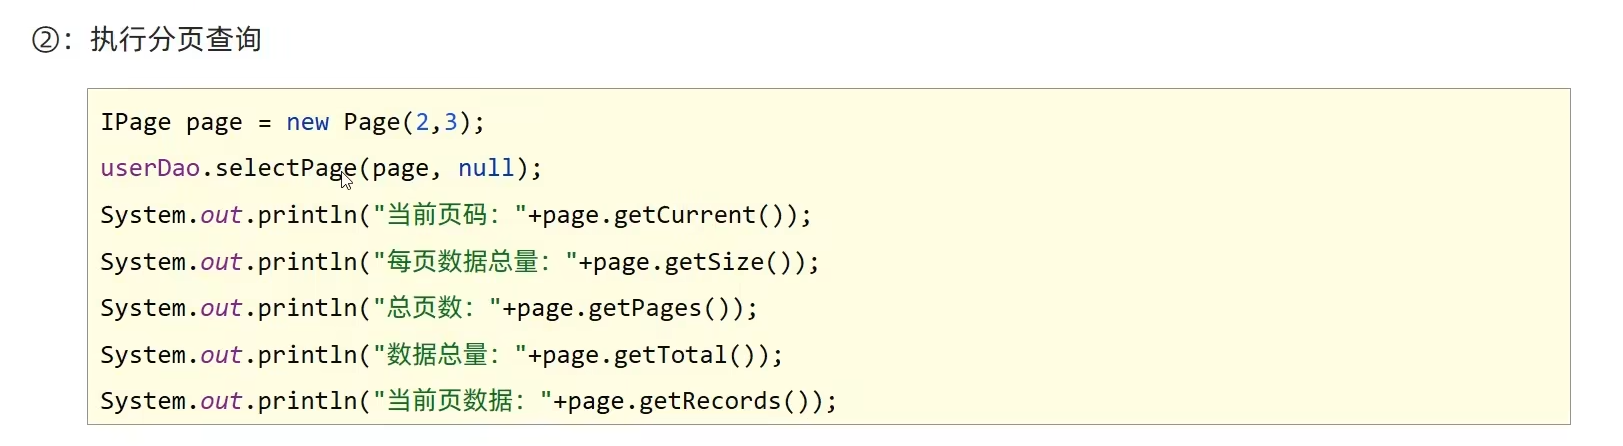 ②：执行分页查询
IPage page = new Page(2,3);
userDao.selectPage(page, null);
System.out.println("当前页码："+page.getCurrent());
System.out.println("每页数据总量："+page.getSize());
System.out.println("总页数："+page.getPages());
System.out.println("数据总量："+page.getTotal());
System.out.println("当前页数据："+page.getRecords());